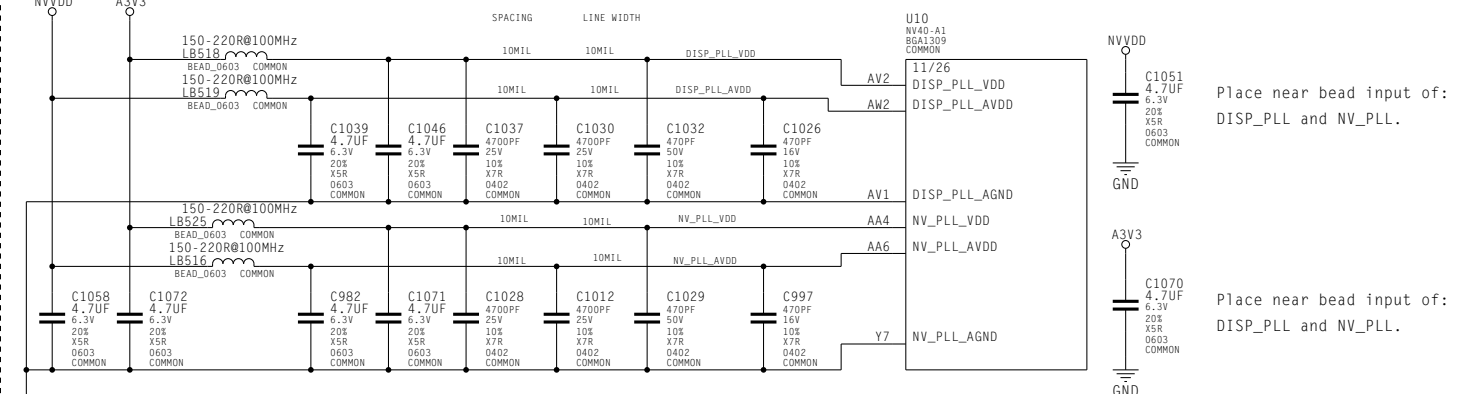 NVVDD
A3V3
SPACING
LINE WIDTH
U10
NV40-A1
BGA1309
COMMON
150-220R@100MHz
LB518
BEAD_0603 COMMON
10MIL
10MIL
DISP_PLL_VDD
150-220R@100MHz
LB519
BEAD_0603 COMMON
10MIL
10MIL
DISP_PLL_AVDD
AV2
AW2
11/26
DISP_PLL_VDD
DISP_PLL_AVDD
C1039
4.7UF
6.3V
20%
X5R
0603
COMMON
C1046
4.7UF
6.3V
20%
X5R
0603
COMMON
C1037
4700PF
25V
10%
X7R
0402
COMMON
C1030
4700PF
25V
10%
X7R
0402
COMMON
C1032
470PF
50V
10%
X7R
0402
COMMON
C1026
470PF
16V
10%
X7R
0402
COMMON
AV1
DISP_PLL_AGND
150-220R@100MHz
LB525
BEAD_0603 COMMON
10MIL
10MIL
NV_PLL_VDD
AA4
NV_PLL_VDD
150-220R@100MHz
LB516
BEAD_0603 COMMON
10MIL
10MIL
NV_PLL_AVDD
AA6
NV_PLL_AVDD
C1058
4.7UF
6.3V
20%
X5R
0603
COMMON
C1072
4.7UF
6.3V
20%
X5R
0603
COMMON
C982
4.7UF
6.3V
20%
X5R
0603
COMMON
C1071
4.7UF
6.3V
20%
X5R
0603
COMMON
C1028
4700PF
25V
10%
X7R
0402
COMMON
C1012
4700PF
25V
10%
X7R
0402
COMMON
C1029
470PF
50V
10%
X7R
0402
COMMON
C997
470PF
16V
10%
X7R
0402
COMMON
Y7
NV_PLL_AGND
NVVDD
C1051
4.7UF
6.3V
20%
X5R
0603
COMMON
GND
Place near bead input of:
DISP_PLL and NV_PLL.
A3V3
C1070
4.7UF
6.3V
20%
X5R
0603
COMMON
GND
Place near bead input of:
DISP_PLL and NV_PLL.